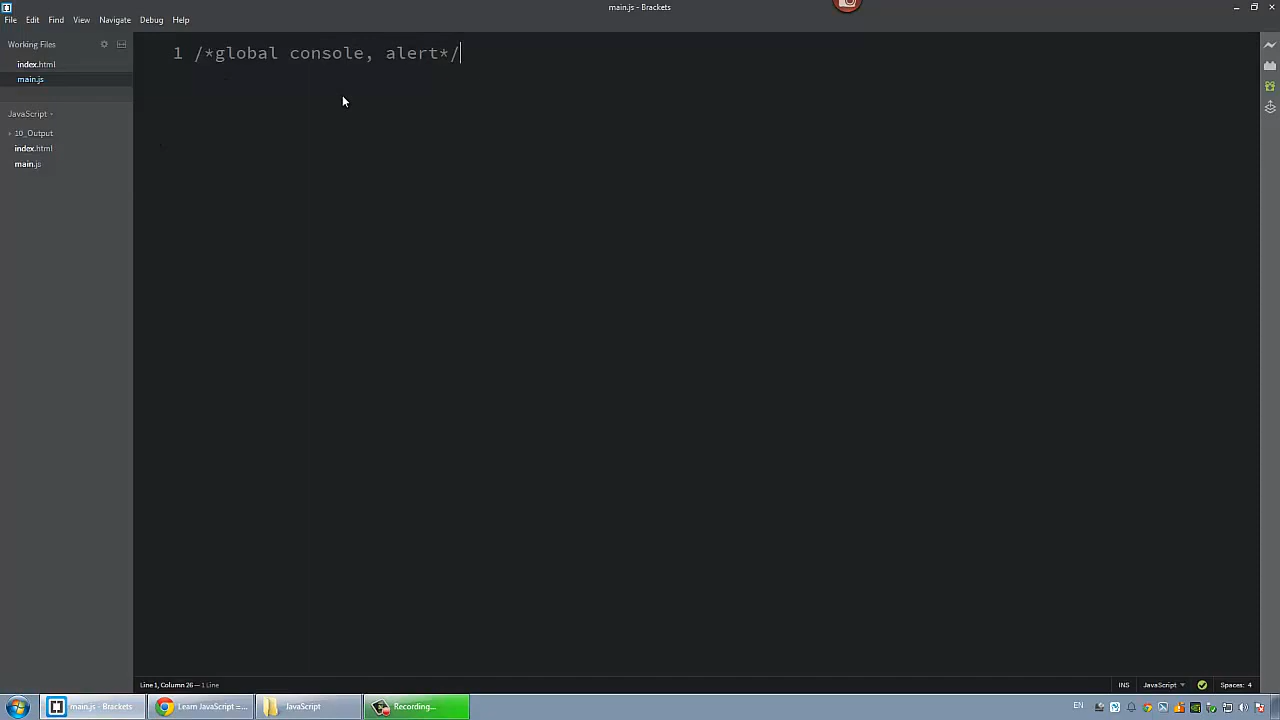 main.js - Brackets
File Edit Find View Navigate Debug Help
Working Files
index.html
main.js
JavaScript
10_Output
index.html
main.js
1 /*global console, alert*/
Line 1, Column 26 — 1 Line
INS JavaScript Spaces: 4
main.js - Brackets
Learn JavaScript =...
JavaScript
Recording...
EN